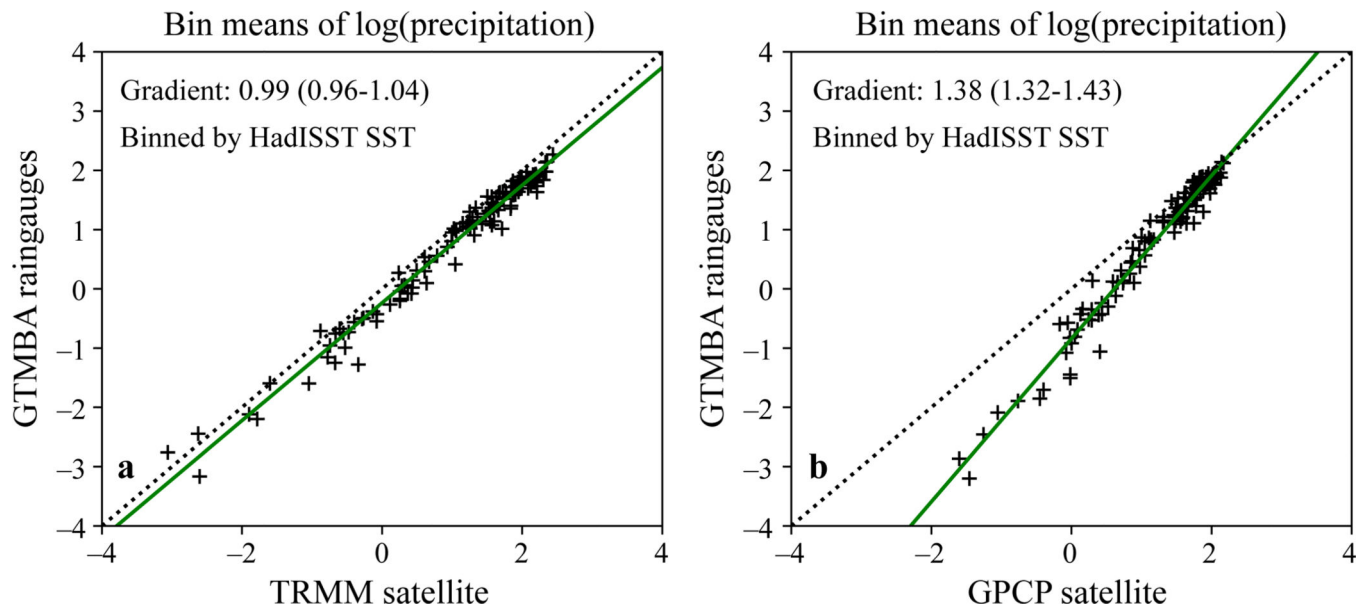 Bin means of log(precipitation)
Gradient: 0.99 (0.96-1.04)
Binned by HadISST SST
GTMBA raingauges
4
3
2
1
0
–1
–2
–3
–4
a
–4
–2
0
2
4
TRMM satellite
Bin means of log(precipitation)
Gradient: 1.38 (1.32-1.43)
Binned by HadISST SST
GTMBA raingauges
4
3
2
1
0
–1
–2
–3
–4
b
–4
–2
0
2
4
GPCP satellite